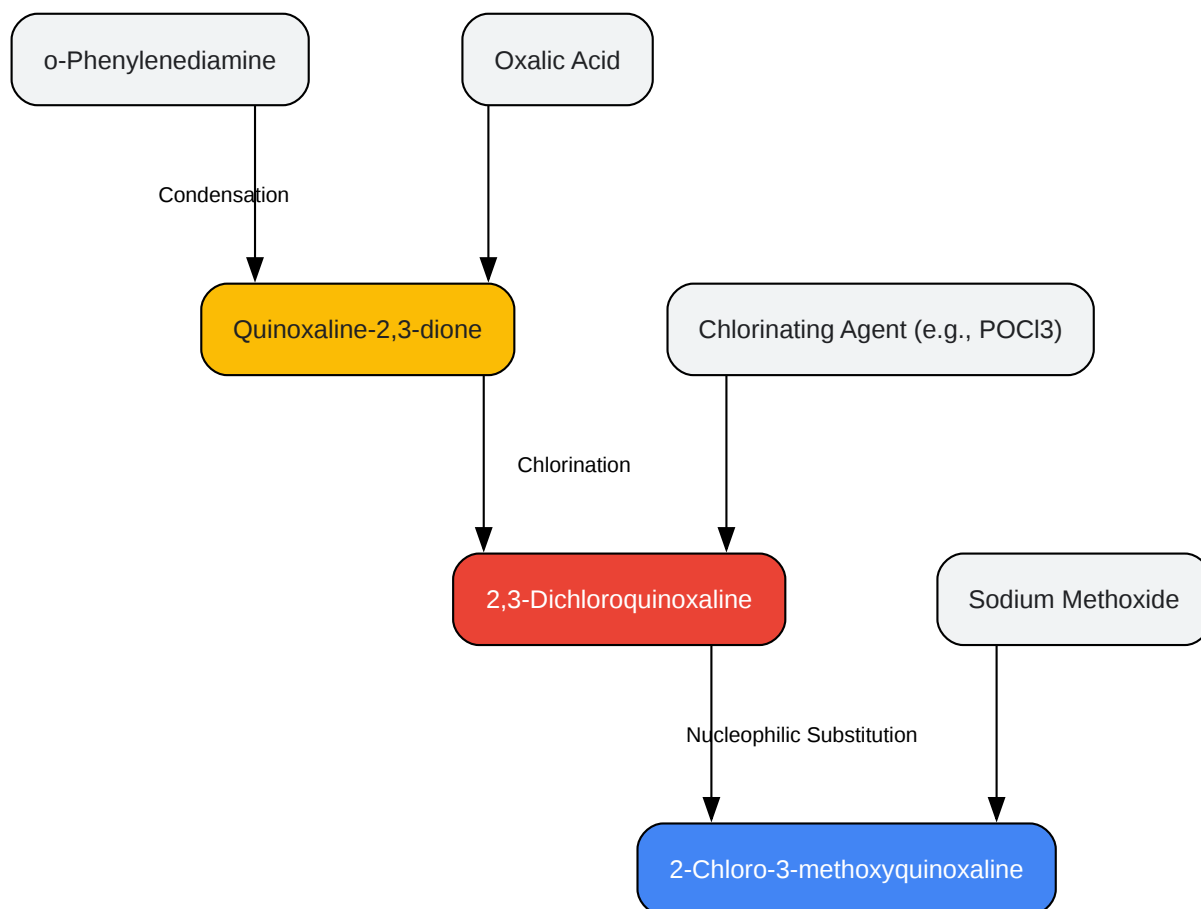 o-Phenylenediamine
Oxalic Acid
Condensation
Quinoxaline-2,3-dione
Chlorinating Agent (e.g., POCl3)
Chlorination
2,3-Dichloroquinoxaline
Sodium Methoxide
Nucleophilic Substitution
2-Chloro-3-methoxyquinoxaline